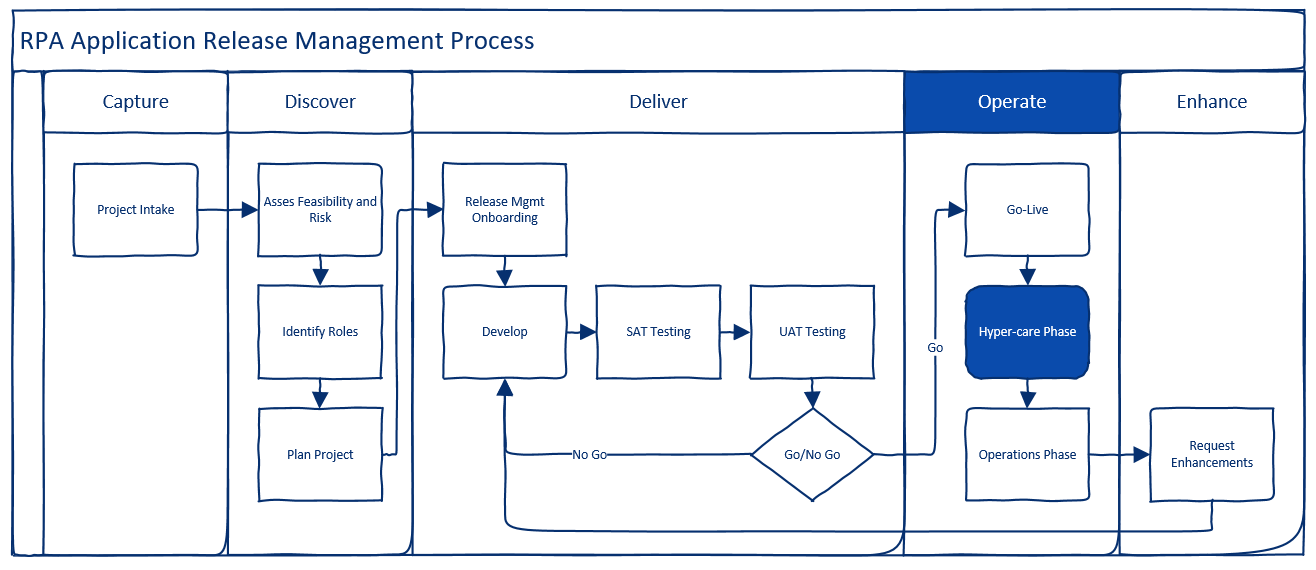 RPA Application Release Management Process
Capture
Discover
Deliver
Operate
Enhance
Project Intake
Asses Feasibility and
Risk
Release Mgmt
Onboarding
Go-Live
Identify Roles
Develop
SAT Testing
UAT Testing
Go
Hyper-care Phase
Plan Project
No Go
Go/No Go
Operations Phase
Request
Enhancements